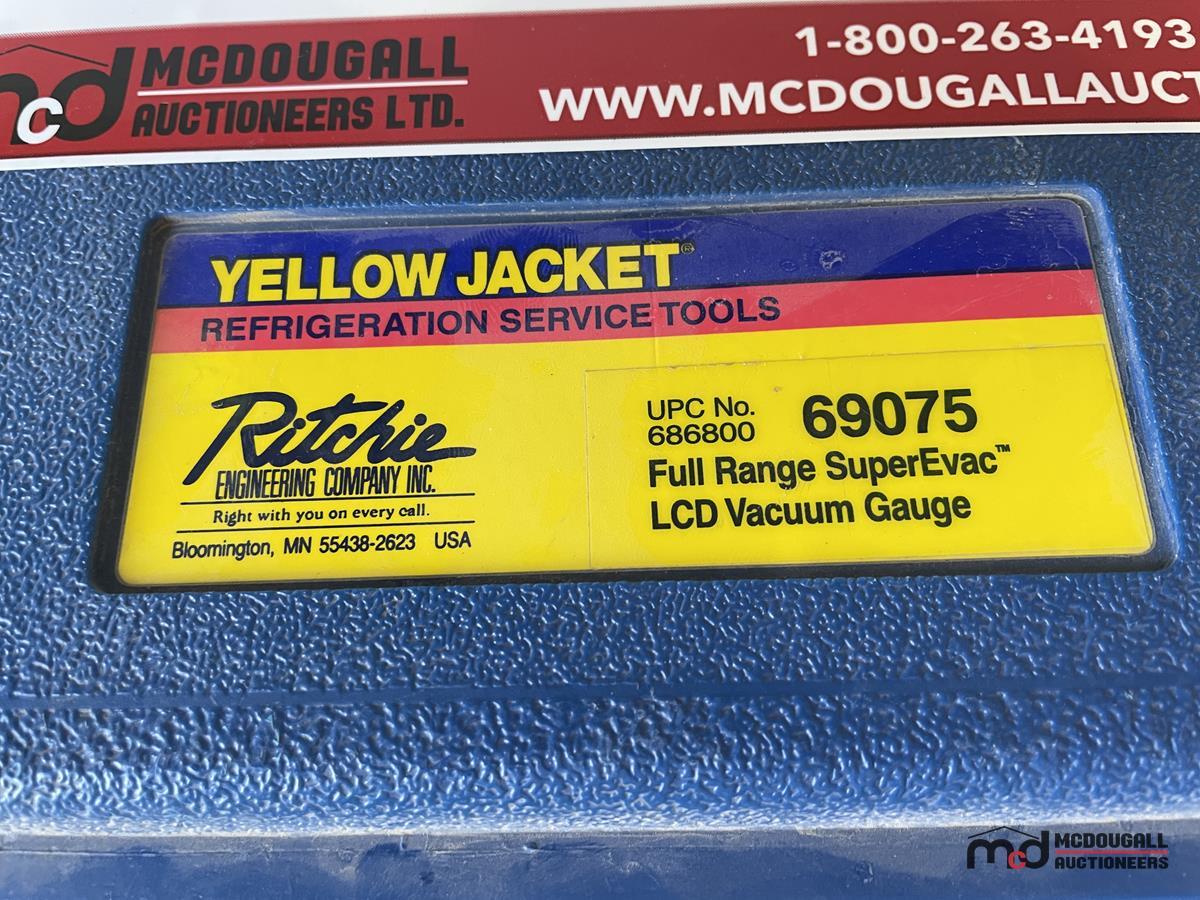 mcd MCDOUGALL
AUCTIONEERS LTD.
1-800-263-4193
WWW.MCDOUGALLAUCT
YELLOW JACKET®
REFRIGERATION SERVICE TOOLS
Ritchie
ENGINEERING COMPANY INC.
Right with you on every call.
Bloomington, MN 55438-2623 USA
UPC No. 69075
686800
Full Range SuperEvac™
LCD Vacuum Gauge
mcd MCDOUGALL
AUCTIONEERS